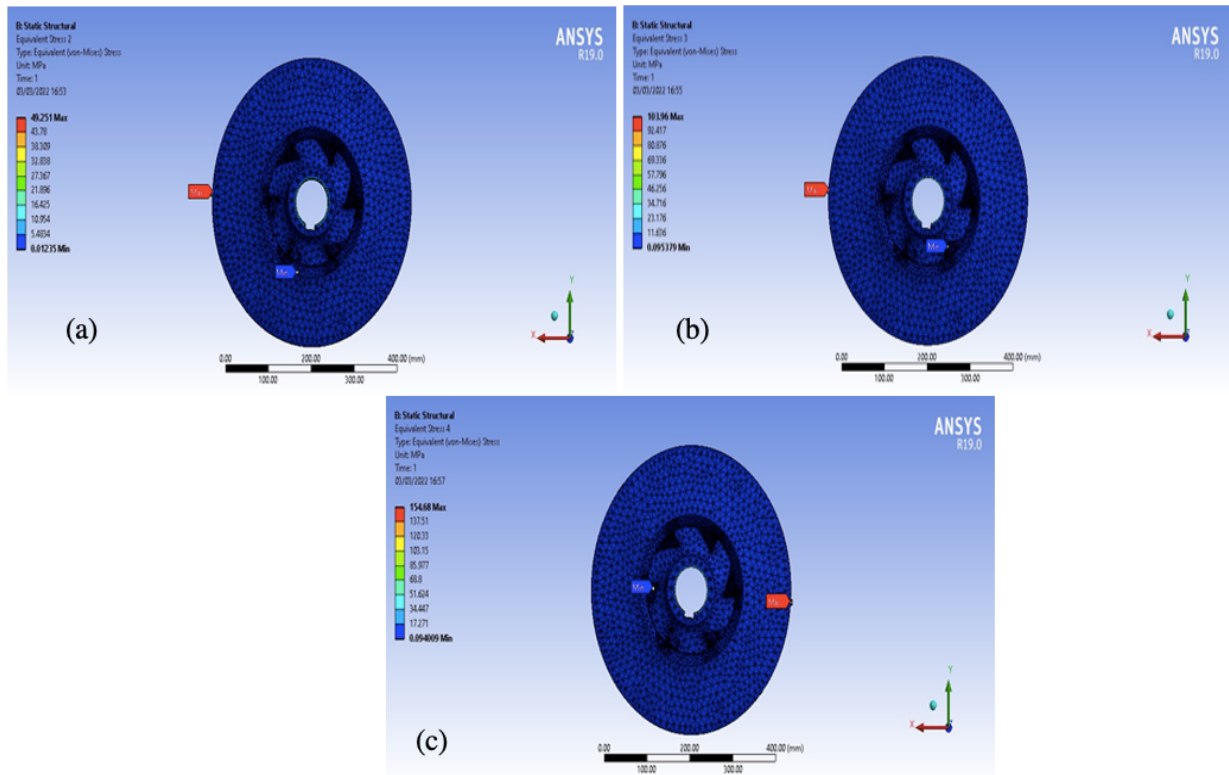 B: Static Structural
Equivalent Stress 2
Type: Equivalent (von-Mises) Stress
Unit: MPa
Time: 1
03/03/2022 16:53
49.251 Max
43.78
38.309
32.838
27.367
21.896
16.425
10.954
5.4834
0.01235 Min
ANSYS
R19.0
Min
Y
X
(a)
0.00
200.00
400.00 (mm)
100.00
300.00
B: Static Structural
Equivalent Stress 3
Type: Equivalent (von-Mises) Stress
Unit: MPa
Time: 1
03/03/2022 16:55
103.96 Max
92.417
80.876
69.336
57.796
46.256
34.716
23.176
11.636
0.095379 Min
ANSYS
R19.0
Min
Y
X
(b)
0.00
200.00
400.00 (mm)
100.00
300.00
B: Static Structural
Equivalent Stress 4
Type: Equivalent (von-Mises) Stress
Unit: MPa
Time: 1
03/03/2022 16:57
154.68 Max
137.51
120.33
103.15
85.977
68.8
51.624
34.447
17.271
0.094009 Min
ANSYS
R19.0
Min
Y
X
(c)
0.00
200.00
400.00 (mm)
100.00
300.00